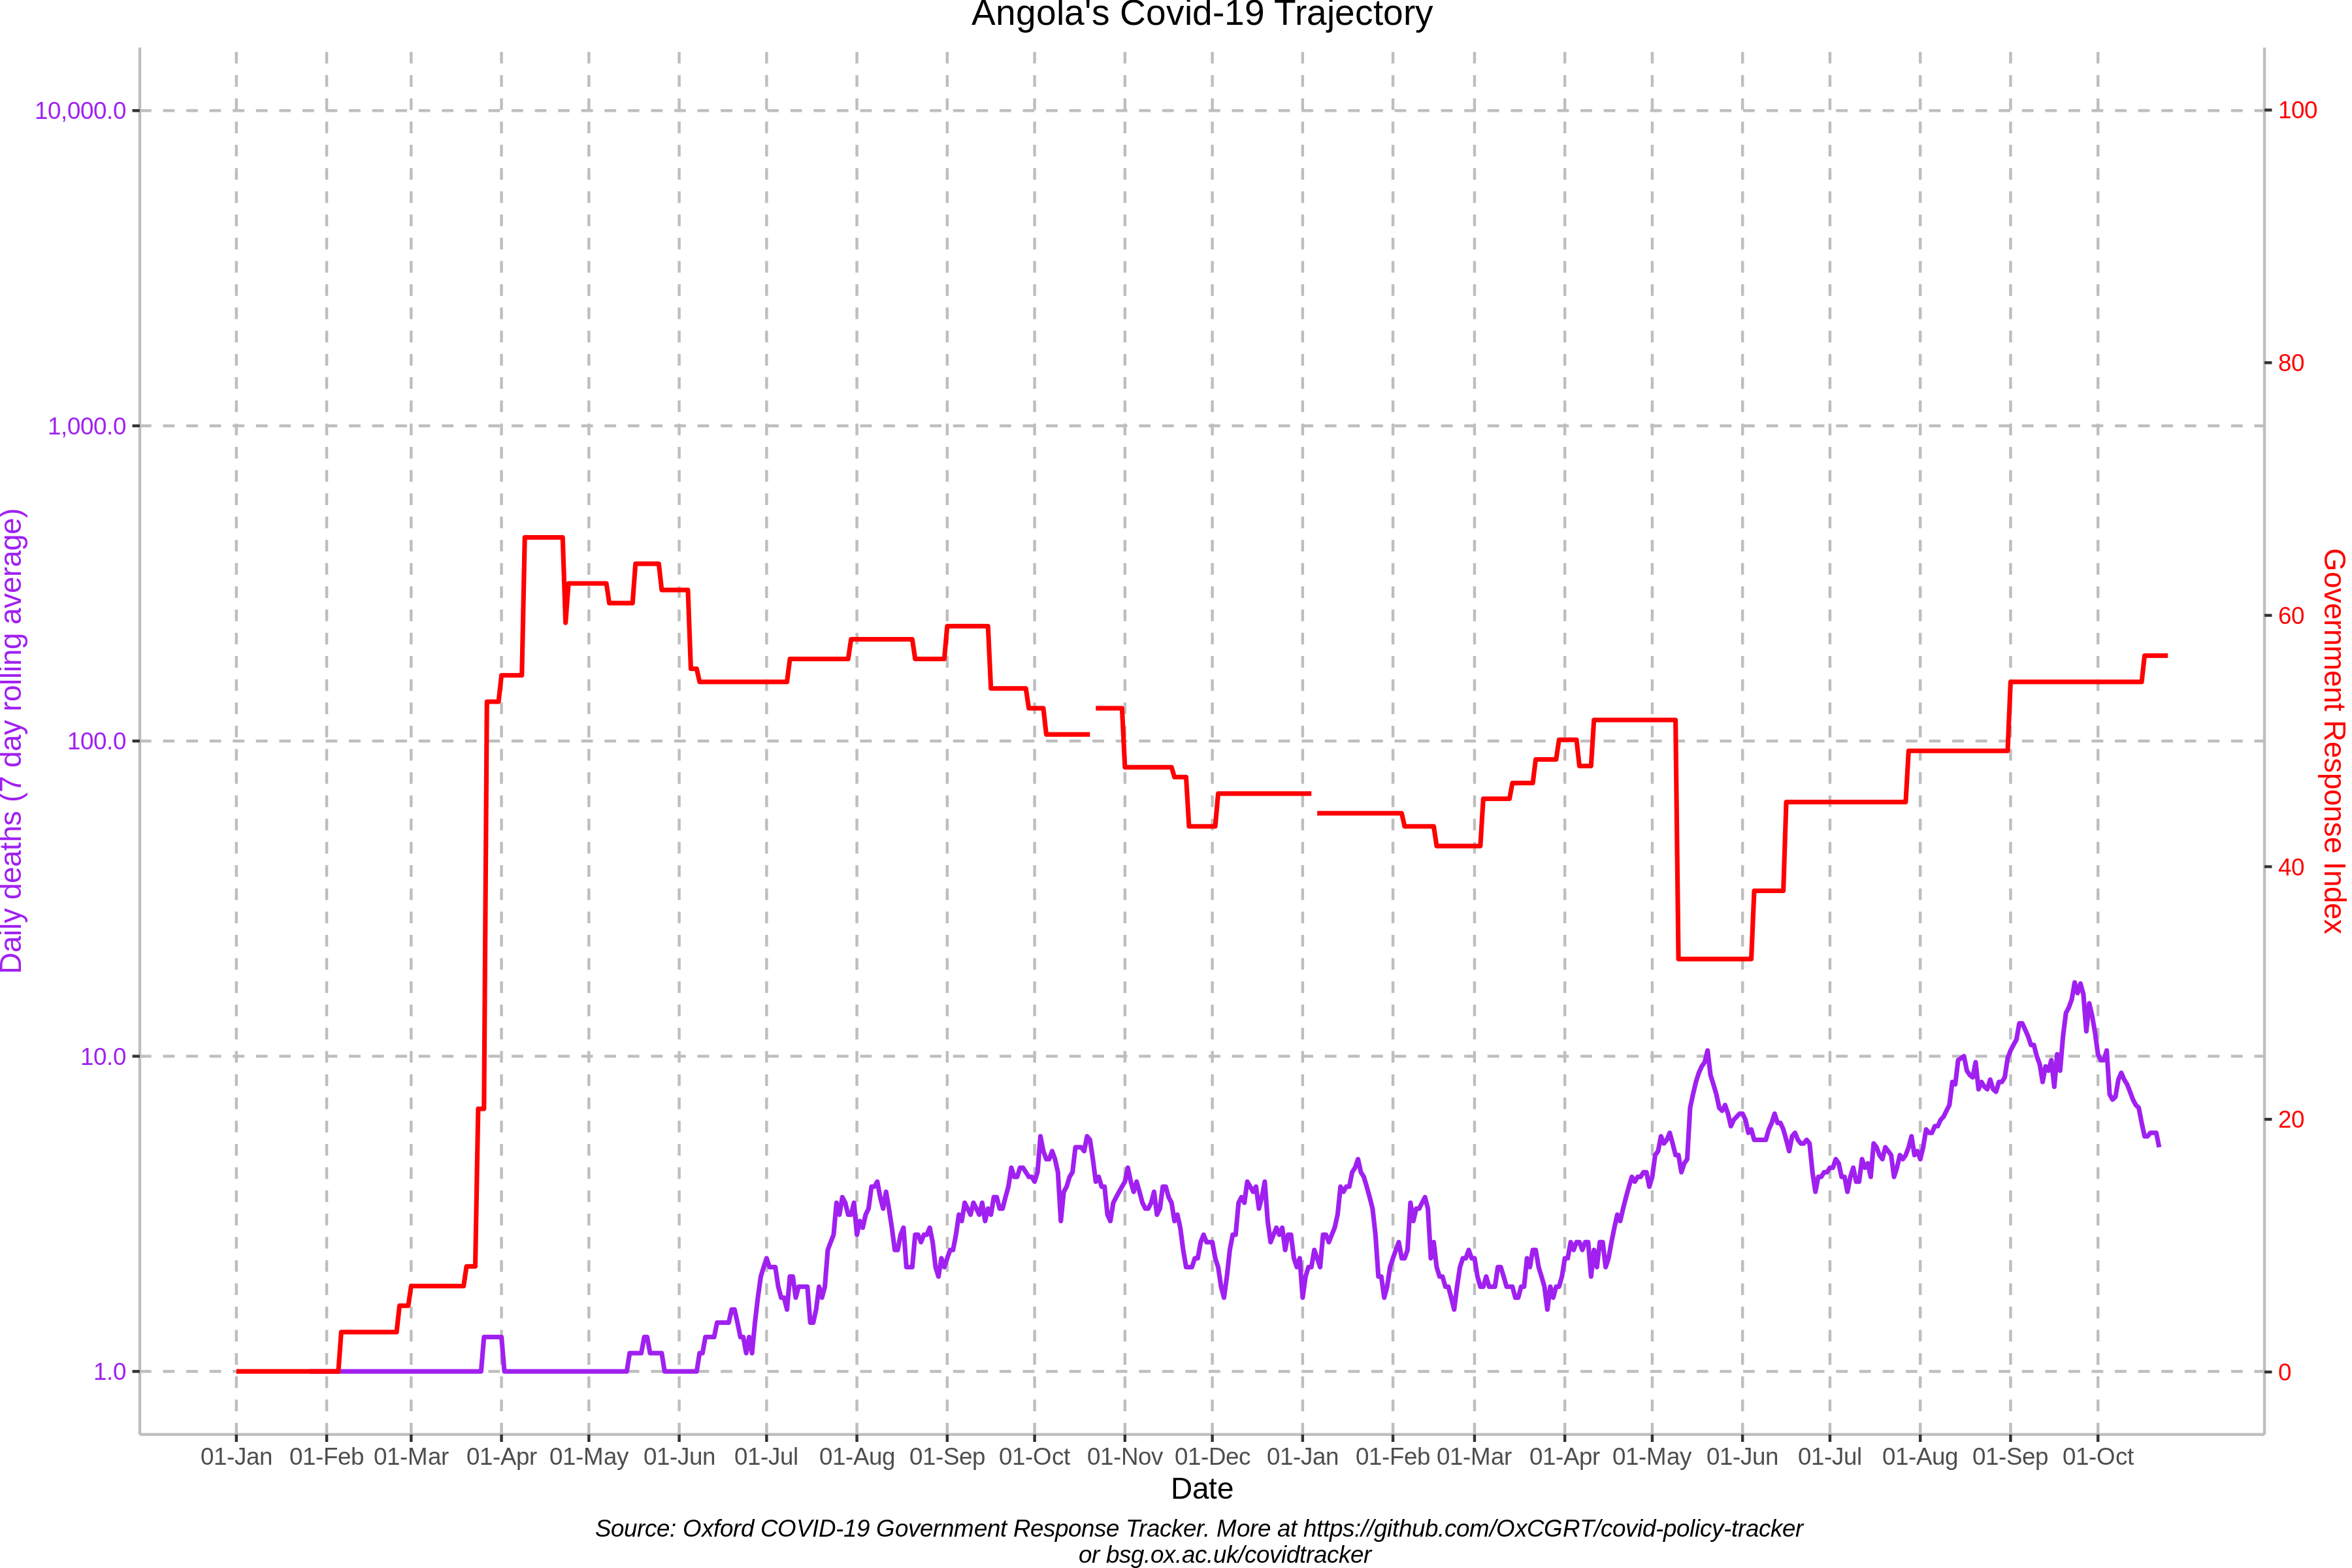 Angola's Covid-19 Trajectory
10,000.0
1,000.0
100.0
10.0
1.0
Daily deaths (7 day rolling average)
100
80
60
40
20
0
Government Response Index
01-Jan 01-Feb 01-Mar 01-Apr 01-May 01-Jun 01-Jul 01-Aug 01-Sep 01-Oct 01-Nov 01-Dec 01-Jan 01-Feb 01-Mar 01-Apr 01-May 01-Jun 01-Jul 01-Aug 01-Sep 01-Oct
Date
Source: Oxford COVID-19 Government Response Tracker. More at https://github.com/OxCGRT/covid-policy-tracker
or bsg.ox.ac.uk/covidtracker